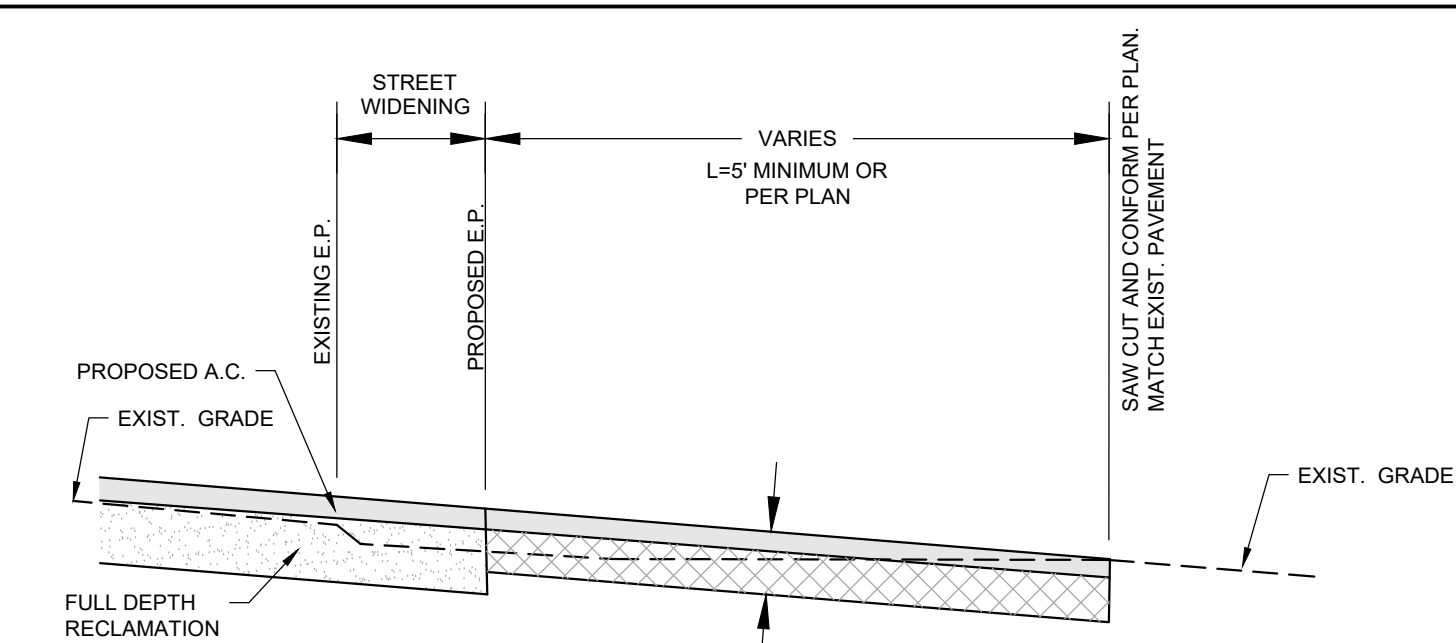 STREET
WIDENING
VARIES
L=5' MINIMUM OR
PER PLAN
SAW CUT AND CONFORM PER PLAN.
MATCH EXIST. PAVEMENT
EXISTING E.P.
PROPOSED E.P.
PROPOSED A.C.
EXIST. GRADE
EXIST. GRADE
FULL DEPTH
RECLAMATION